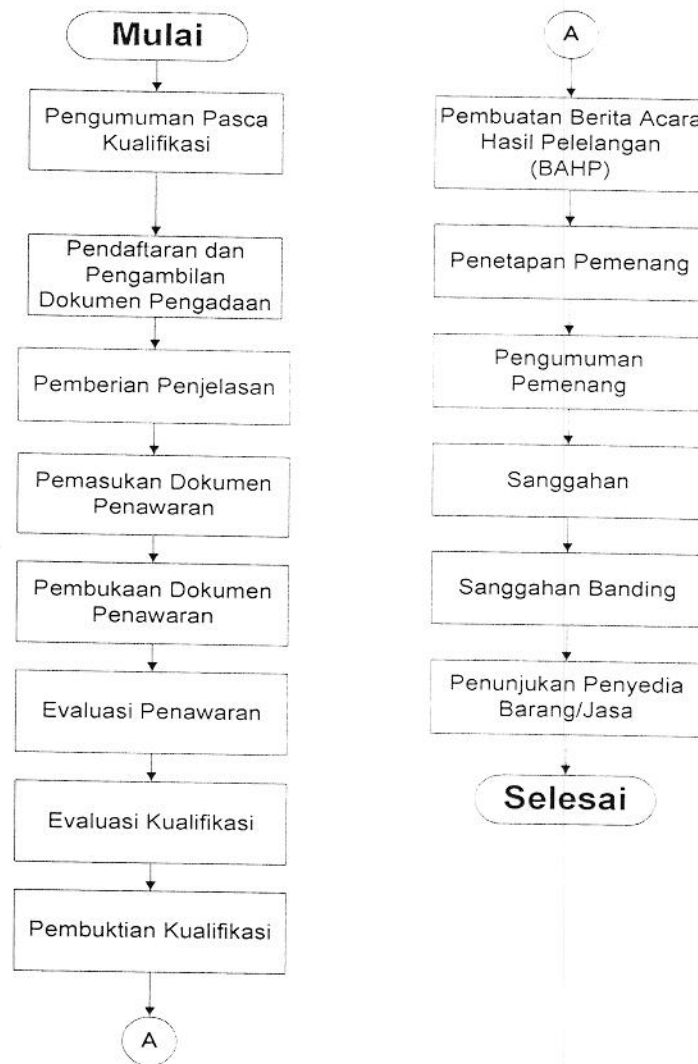 Mulai
Pengumuman Pasca
Kualifikasi
Pendaftaran dan
Pengambilan
Dokumen Pengadaan
Pemberian Penjelasan
Pemasukan Dokumen
Penawaran
Pembukaan Dokumen
Penawaran
Evaluasi Penawaran
Evaluasi Kualifikasi
Pembuktian Kualifikasi
A
A
Pembuatan Berita Acara
Hasil Pelelangan
(BAHP)
Penetapan Pemenang
Pengumuman
Pemenang
Sanggahan
Sanggahan Banding
Penunjukan Penyedia
Barang/Jasa
Selesai